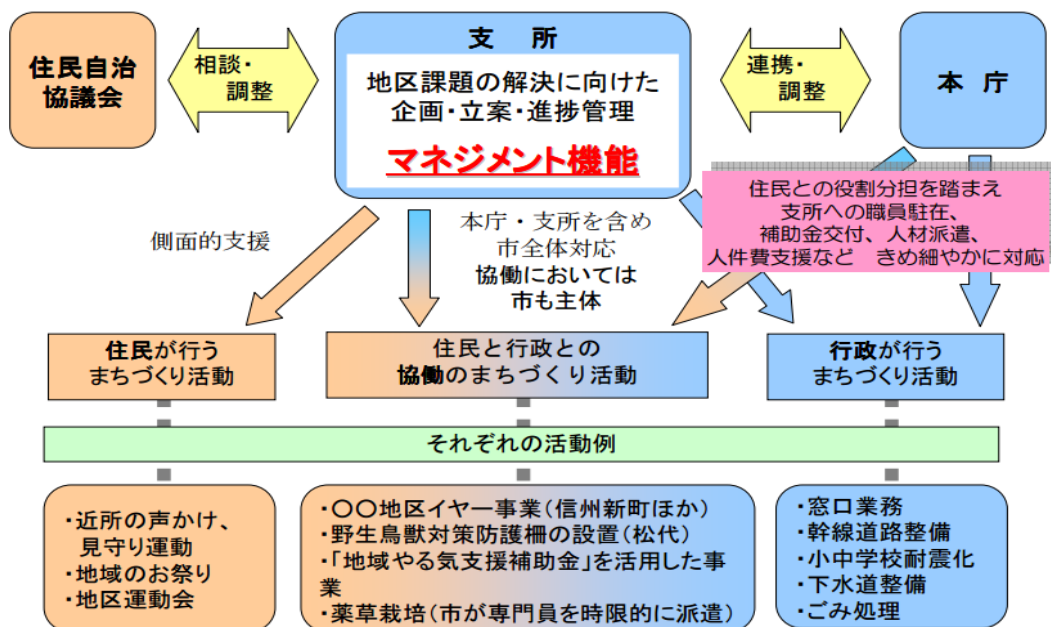 住民自治
協議会
相談・
調整
支　所
地区課題の解決に向けた
企画・立案・進捗管理
マネジメント機能
連携・
調整
本 庁
側面的支援
本庁・支所を含め
市全体対応
協働においては
市も主体
住民との役割分担を踏まえ
支所への職員駐在、
補助金交付、人材派遣、
人件費支援など　きめ細やかに対応
住民が行う
まちづくり活動
住民と行政との
協働のまちづくり活動
行政が行う
まちづくり活動
それぞれの活動例
・近所の声かけ、
見守り運動
・地域のお祭り
・地区運動会
・〇〇地区イヤー事業（信州新町ほか）
・野生鳥獣対策防護柵の設置（松代）
・「地域やる気支援補助金」を活用した事
業
・薬草栽培（市が専門員を時限的に派遣）
・窓口業務
・幹線道路整備
・小中学校耐震化
・下水道整備
・ごみ処理